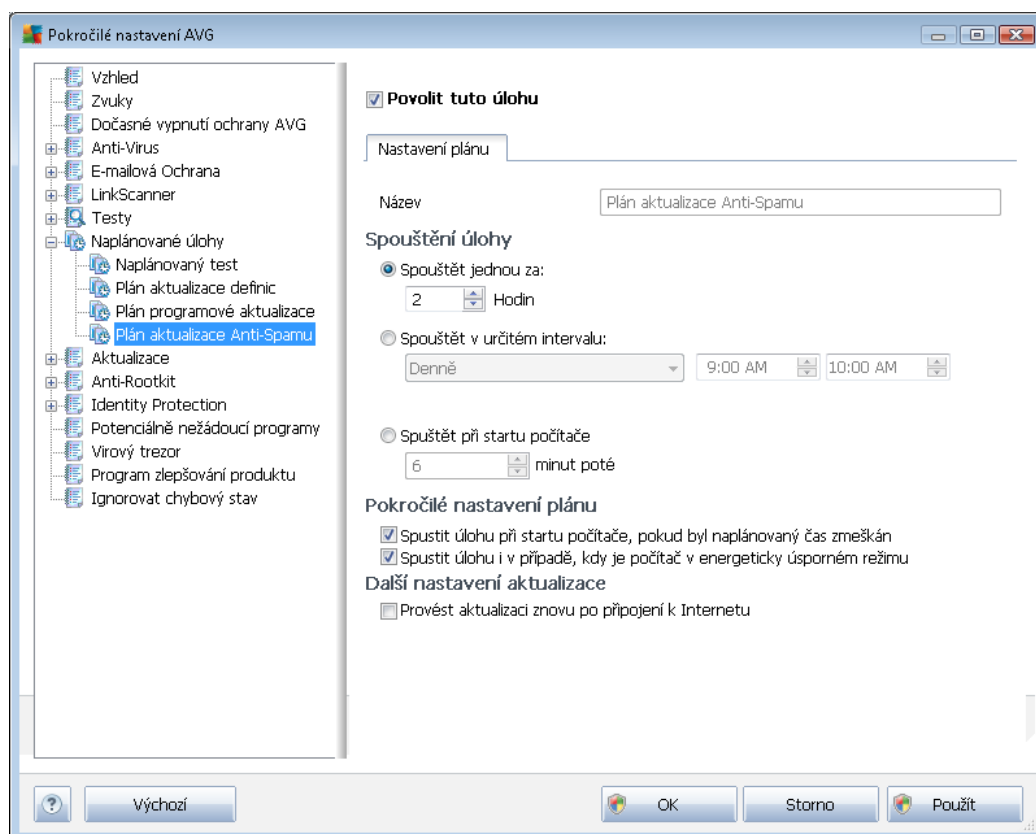 Pokročilé nastavení AVG
Vzhled
Zvuky
Dočasné vypnutí ochrany AVG
Anti-Virus
E-mailová Ochrana
LinkScanner
Testy
Naplánované úlohy
Naplánovaný test
Plán aktualizace definic
Plán programové aktualizace
Plán aktualizace Anti-Spamu
Aktualizace
Anti-Rootkit
Identity Protection
Potenciálně nežádoucí programy
Virový trezor
Program zlepšování produktu
Ignorovat chybový stav
Povolit tuto úlohu
Nastavení plánu
Název Plán aktualizace Anti-Spamu
Spouštění úlohy
Spouštět jednou za:
2 Hodin
Spouštět v určitém intervalu:
Denně 9:00 AM 10:00 AM
Spuštět při startu počítače
6 minut poté
Pokročilé nastavení plánu
Spustit úlohu při startu počítače, pokud byl naplánovaný čas zmeškán
Spustit úlohu i v případě, kdy je počítač v energeticky úsporném režimu
Další nastavení aktualizace
Provést aktualizaci znovu po připojení k Internetu
? Výchozí OK Storno Použít